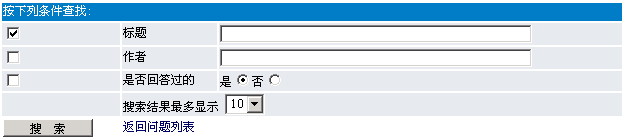 按下列条件查找:
标题
作者
是否回答过的 是 否
搜索结果最多显示 10
搜 索 返回问题列表